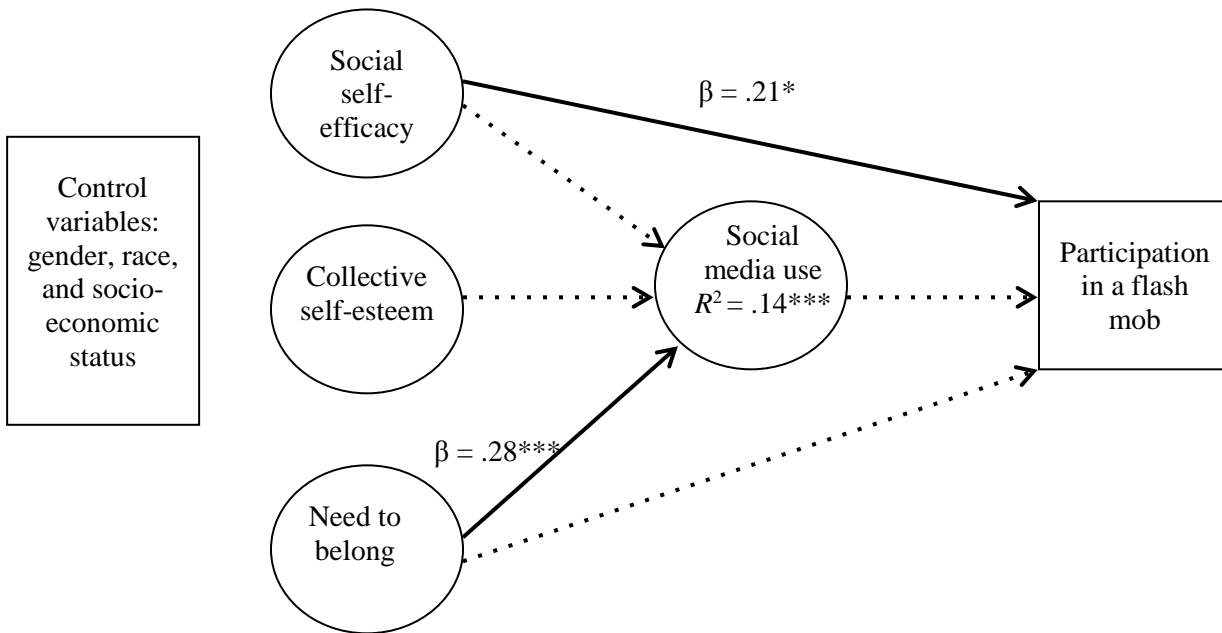 Control
variables:
gender, race,
and socio-
economic
status
Social
self-
efficacy
β = .21*
Collective
self-esteem
Social
media use
R² = .14***
Participation
in a flash
mob
β = .28***
Need to
belong